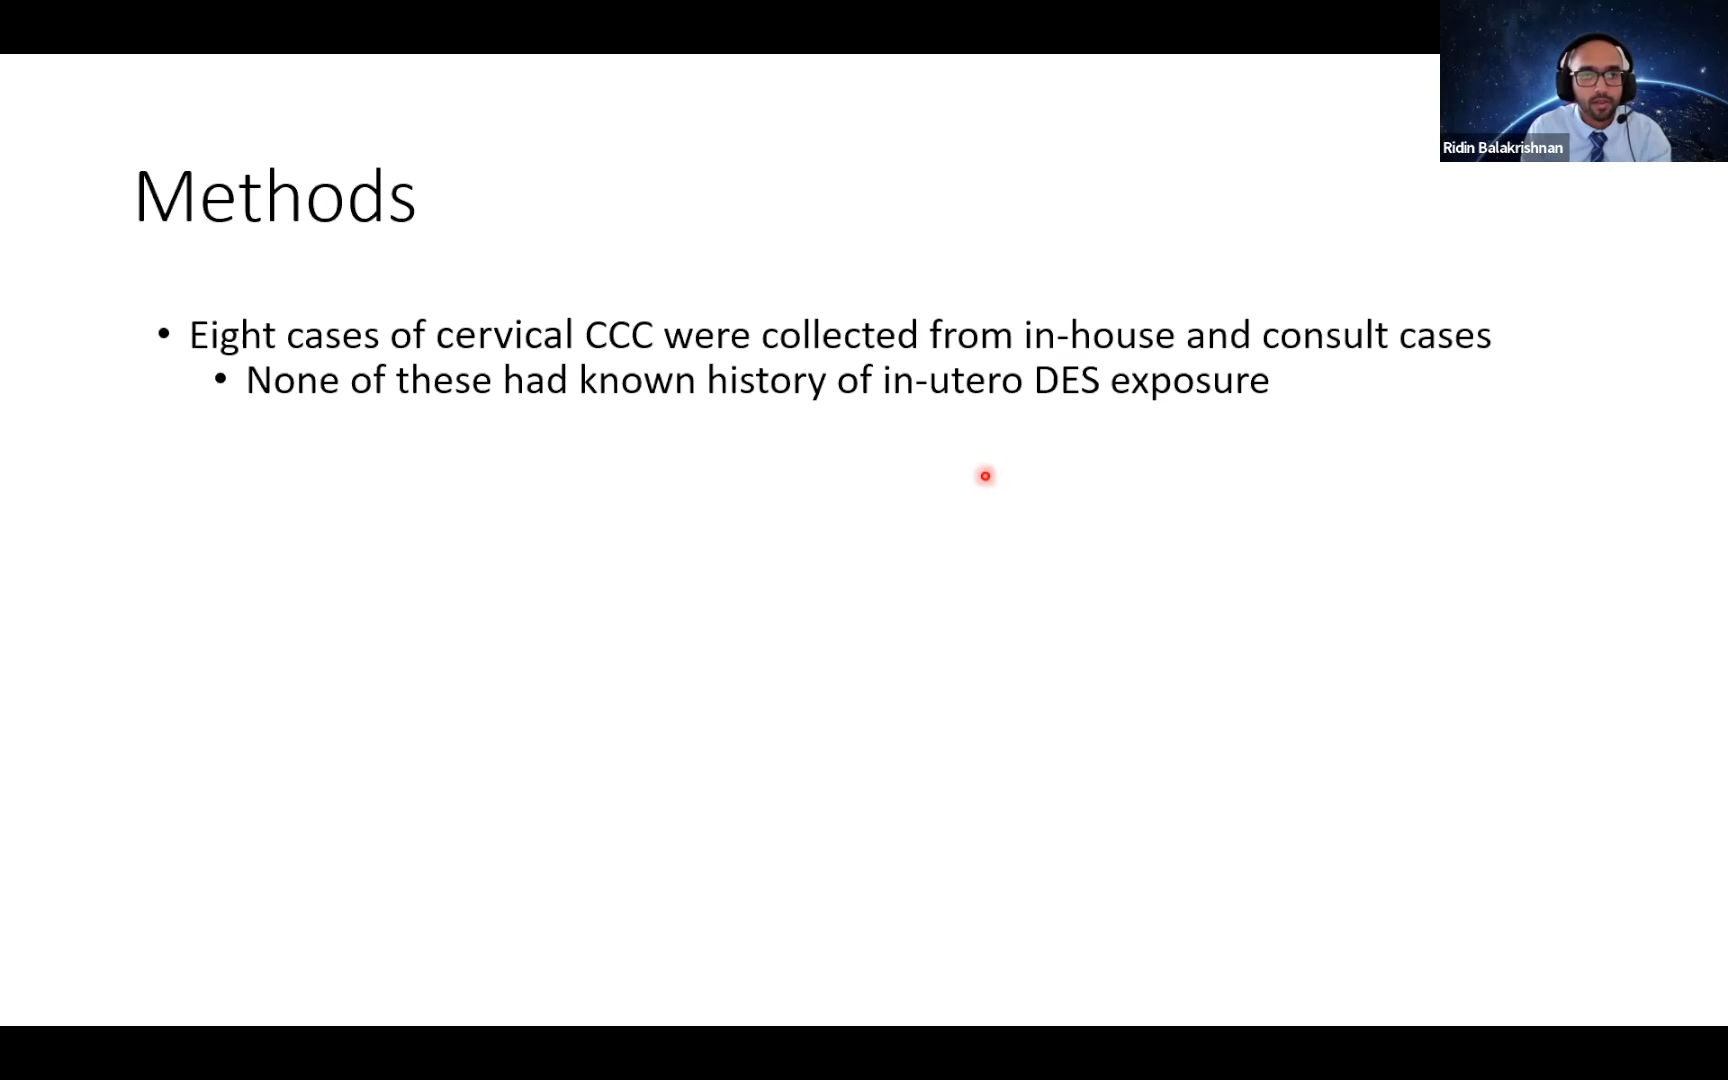 Ridin Balakrishnan
Methods
• Eight cases of cervical CCC were collected from in-house and consult cases
• None of these had known history of in-utero DES exposure